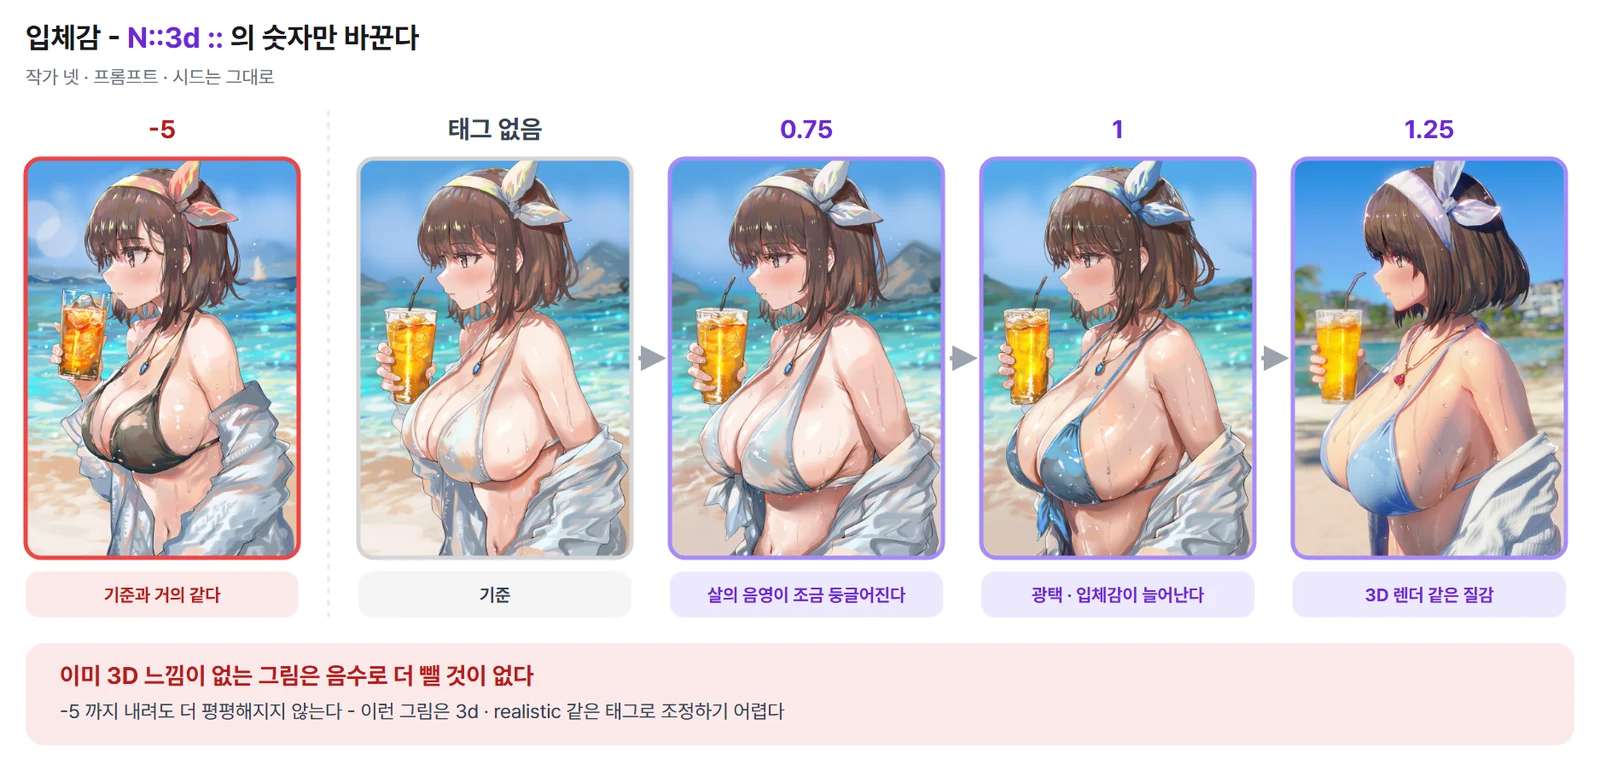 입체감 - N::3d :: 의 숫자만 바꾼다
작가 넷 · 프롬프트 · 시드는 그대로
-5
태그 없음
0.75
1
1.25
기준과 거의 같다
기준
살의 음영이 조금 둥글어진다
광택 · 입체감이 늘어난다
3D 렌더 같은 질감
이미 3D 느낌이 없는 그림은 음수로 더 뺄 것이 없다
-5 까지 내려도 더 평평해지지 않는다 - 이런 그림은 3d · realistic 같은 태그로 조정하기 어렵다